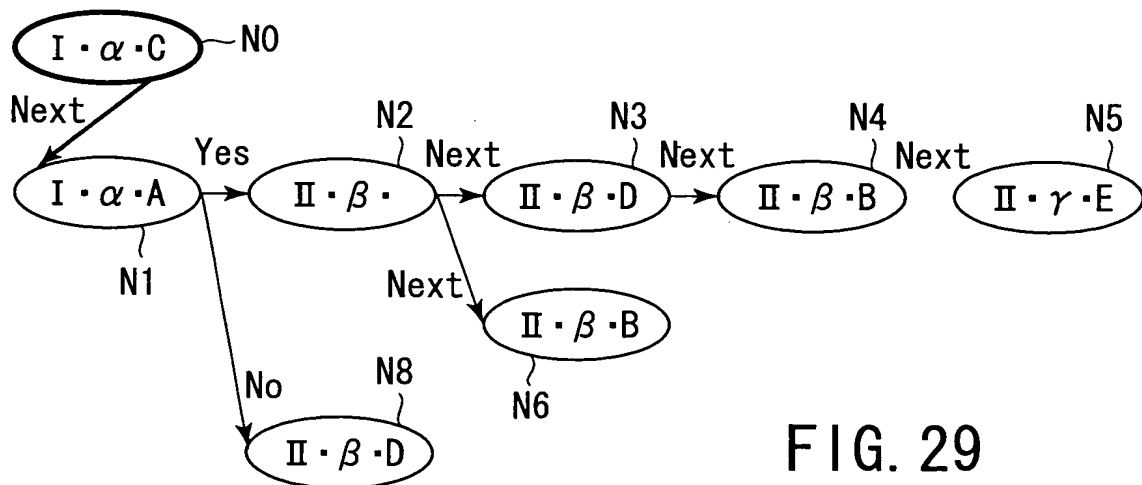 I・α・C
N0
Next
N2
N3
N4
N5
Yes
Next
Next
Next
I・α・A
II・β・
II・β・D
II・β・B
II・γ・E
N1
Next
II・β・B
No
N8
N6
II・β・D
FIG. 29